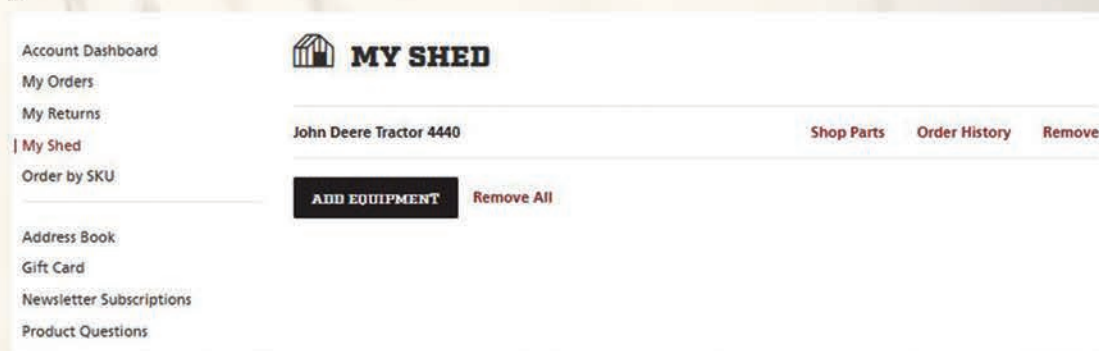 Account Dashboard
My Orders
My Returns
My Shed
Order by SKU
Address Book
Gift Card
Newsletter Subscriptions
Product Questions
MY SHED
John Deere Tractor 4440 Shop Parts Order History Remove
ADD EQUIPMENT Remove All